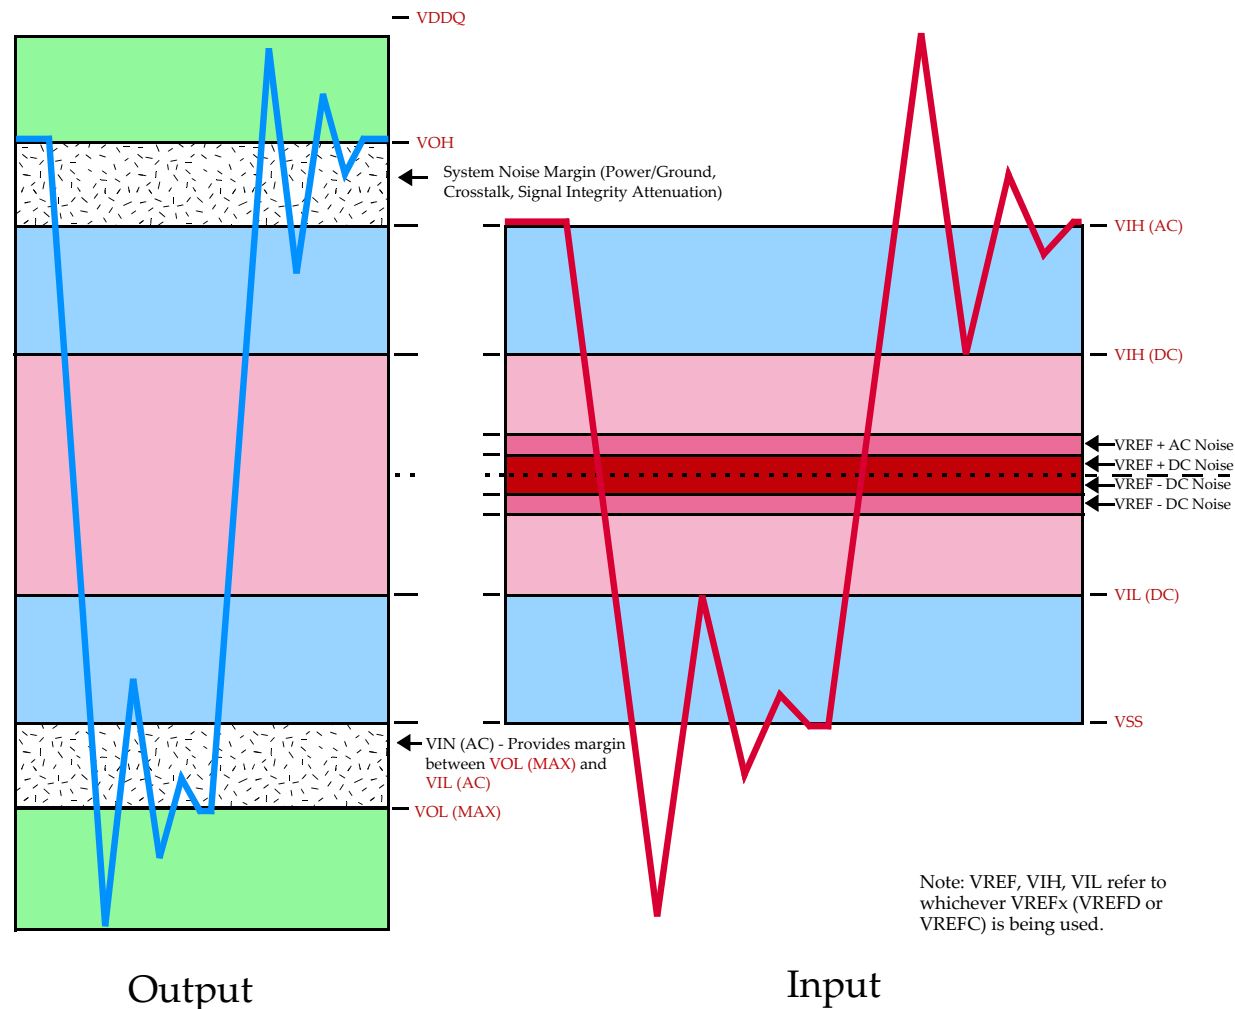 VDDQ
VOH
System Noise Margin (Power/Ground,
Crosstalk, Signal Integrity Attenuation)
VIH (AC)
VIH (DC)
VREF + AC Noise
VREF + DC Noise
VREF - DC Noise
VREF - DC Noise
VIL (DC)
VSS
VIN (AC) - Provides margin
between VOL (MAX) and
VIL (AC)
VOL (MAX)
Note: VREF, VIH, VIL refer to
whichever VREFx (VREFD or
VREFC) is being used.
Output
Input